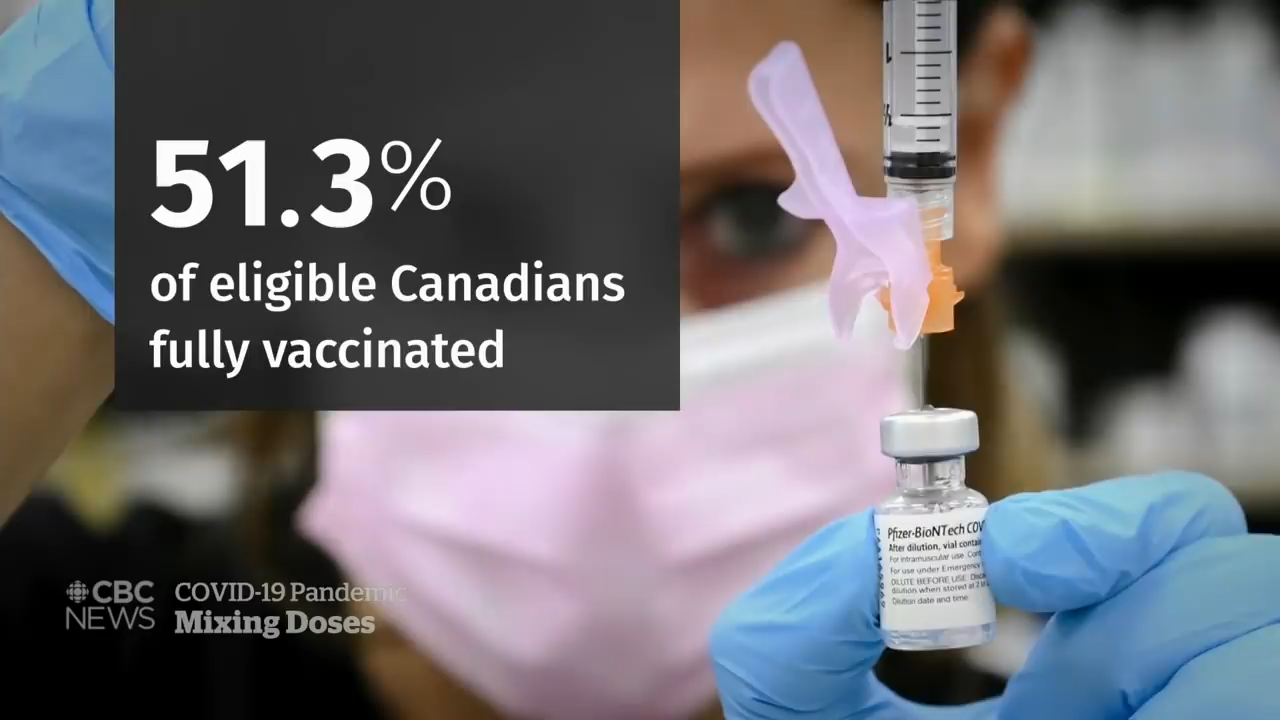 51.3%
of eligible Canadians
fully vaccinated
CBC
NEWS
COVID-19 Pandemic
Mixing Doses
Pfizer-BioNTech COV
After dilution, vial contai
For intramuscular use.
For use under Emergency
DILUTE BEFORE USE.
dilution when stored at 2
Dilution date and time: